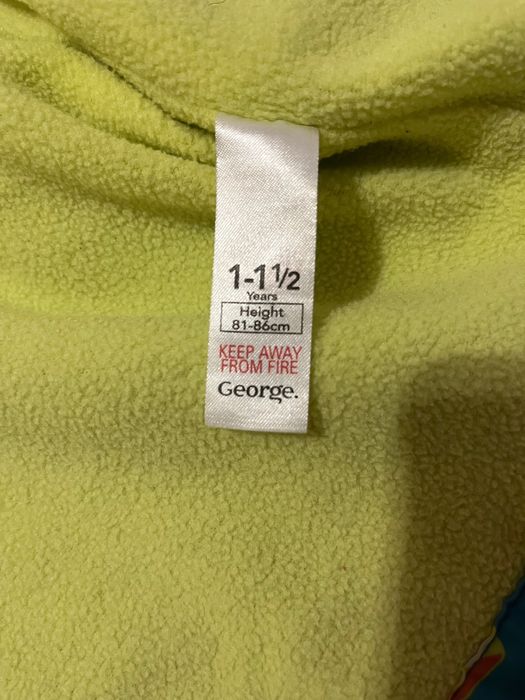 1-1½
Years
Height
81-86cm
KEEP AWAY
FROM FIRE
George.